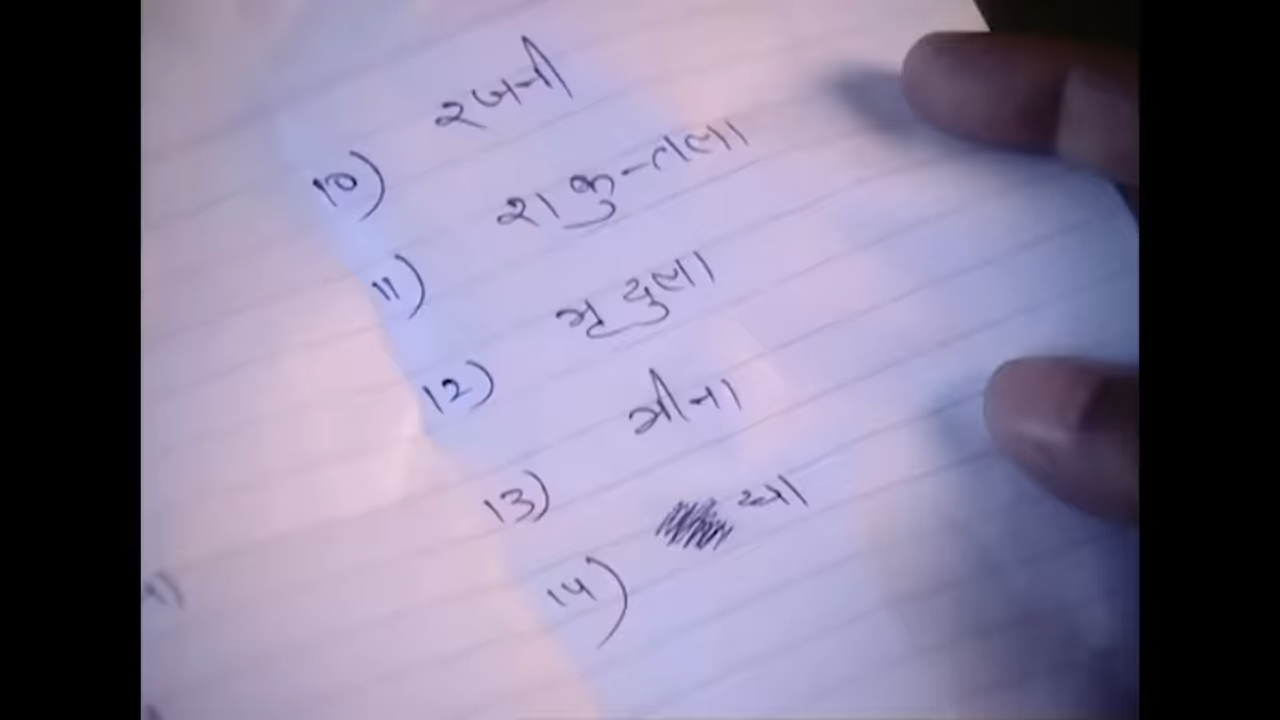 10) રજની
11) શકુન્તલા
12) મૃદુલા
13) મીના
14)